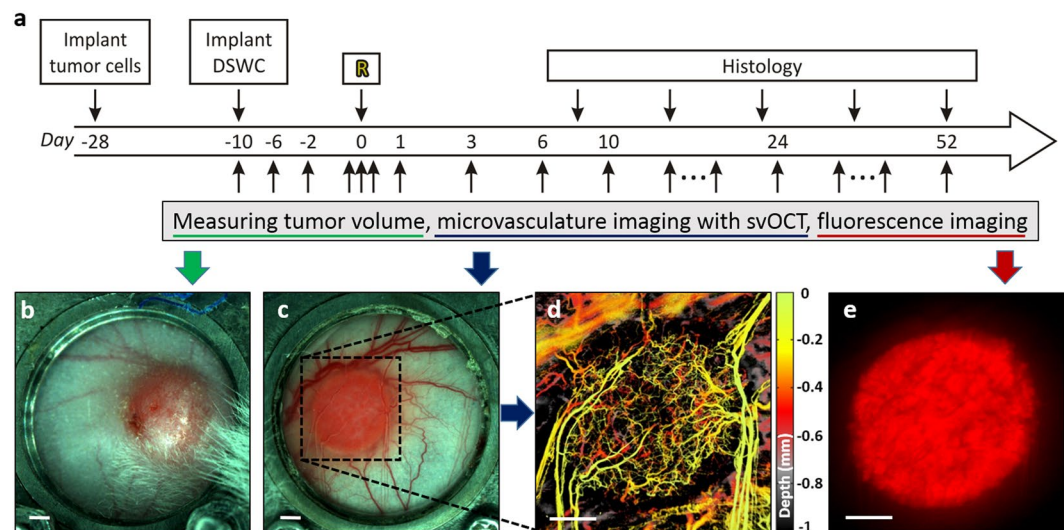 a
Implant
tumor cells
Implant
DSWC
R
Histology
Day -28 -10 -6 -2 0 1 3 6 10 24 52
Measuring tumor volume, microvasculature imaging with svOCT, fluorescence imaging
b
c
d
e
0
-0.2
-0.4
-0.6
-0.8
-1
Depth (mm)